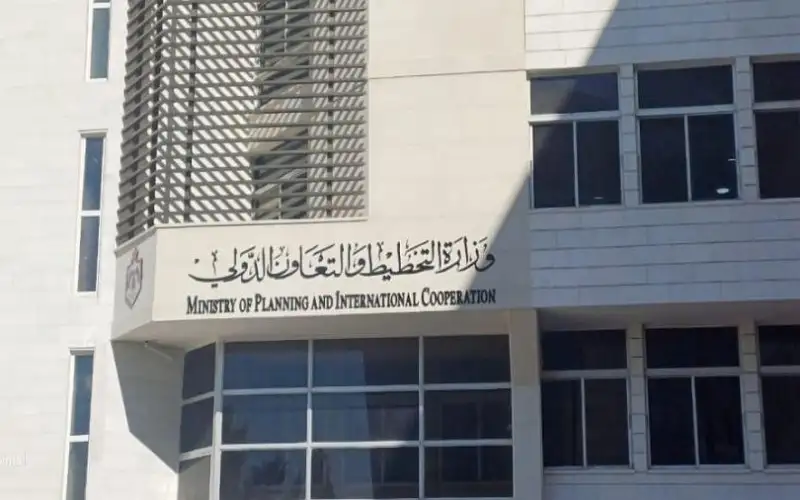 وزارة التخطيط والتعاون الدولي
MINISTRY OF PLANNING AND INTERNATIONAL COOPERATION